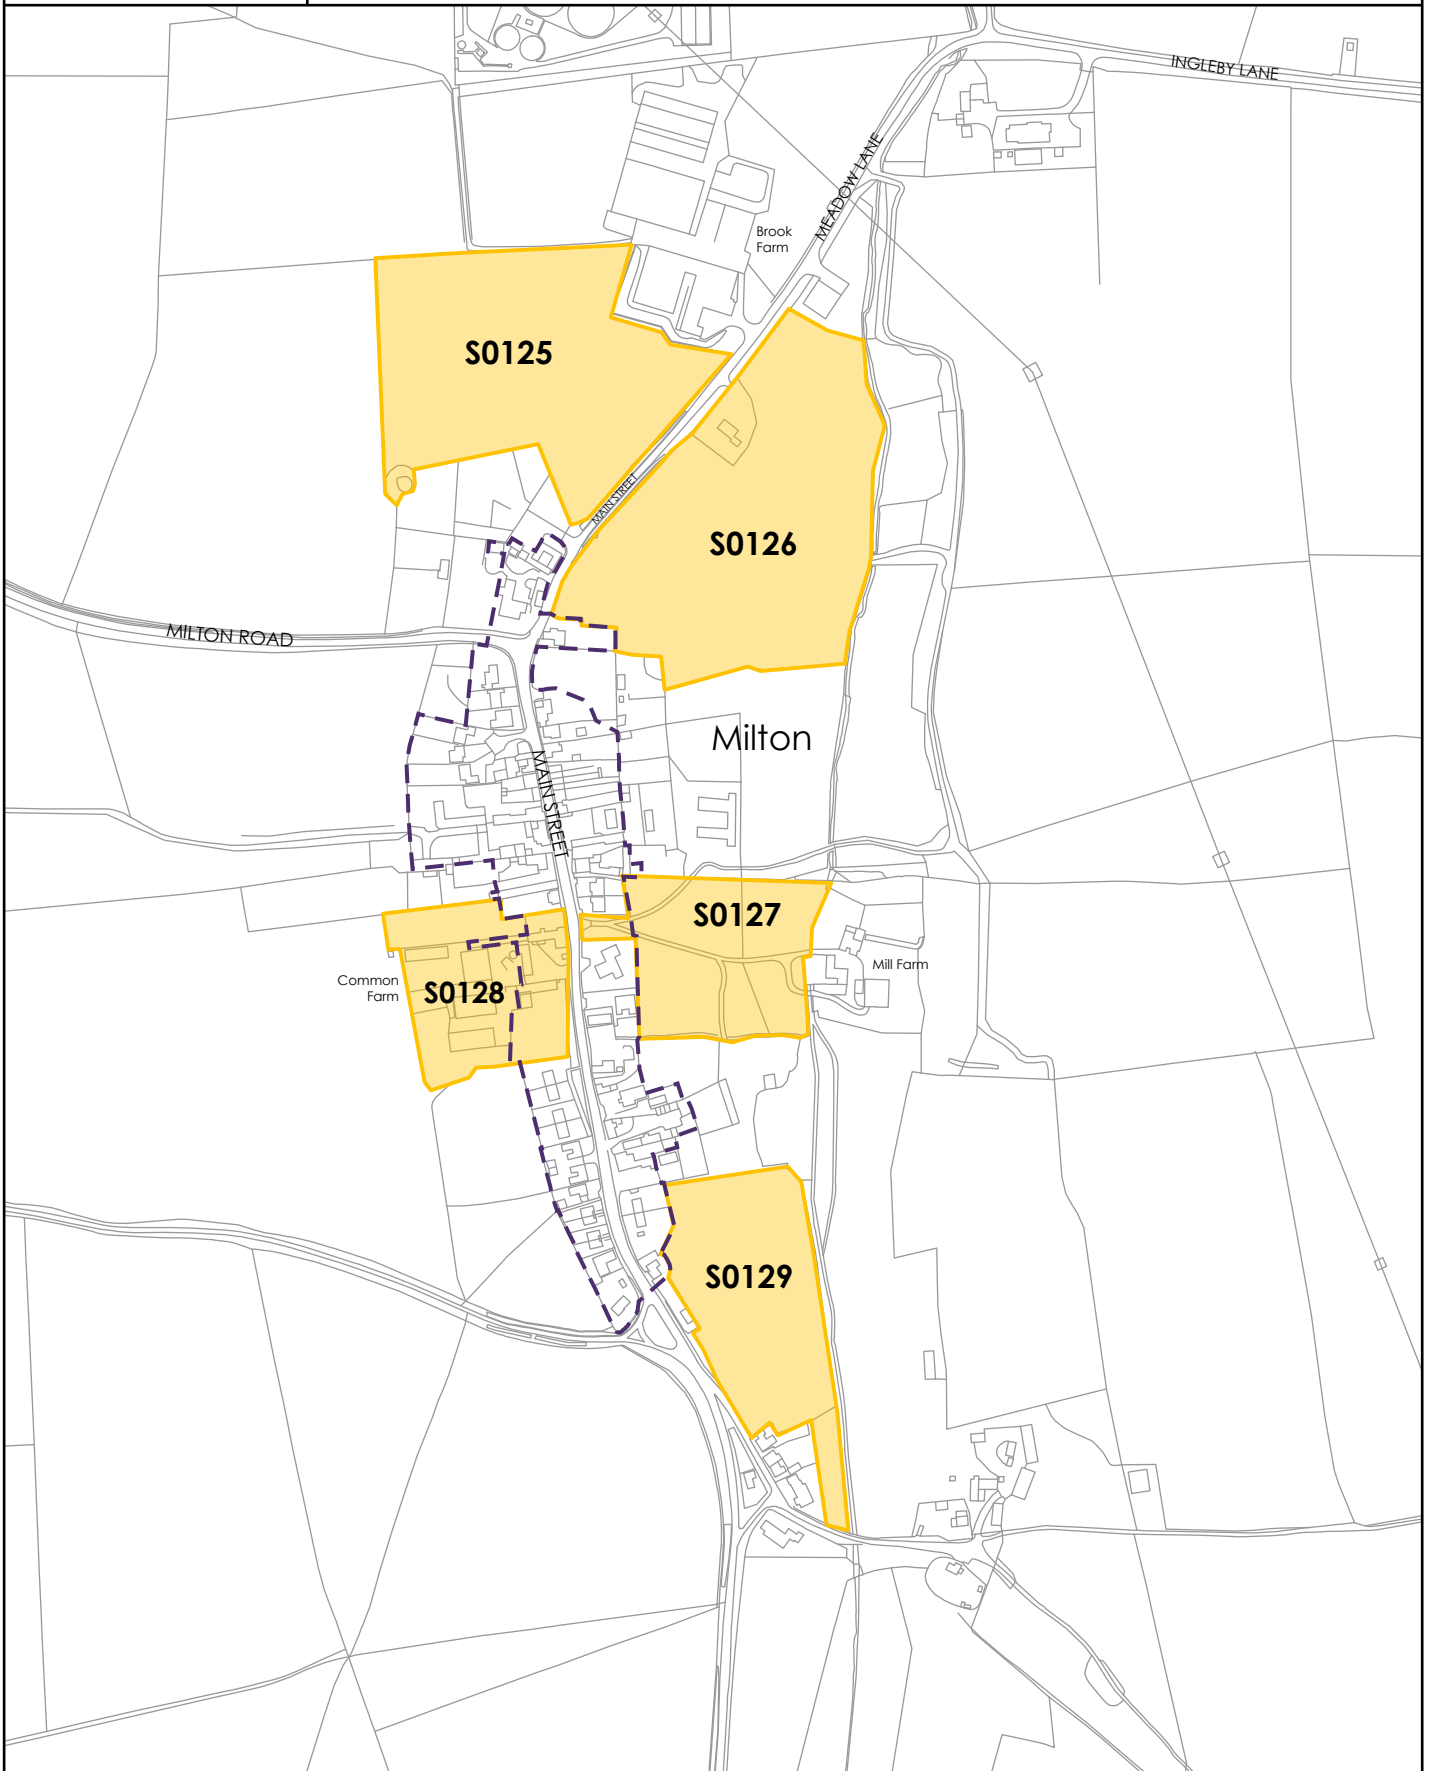 INGLEBY LANE
MEADOW LANE
Brook
Farm
S0125
MAIN STREET
S0126
MILTON ROAD
Milton
MAIN STREET
S0127
Mill Farm
Common
Farm
S0128
S0129